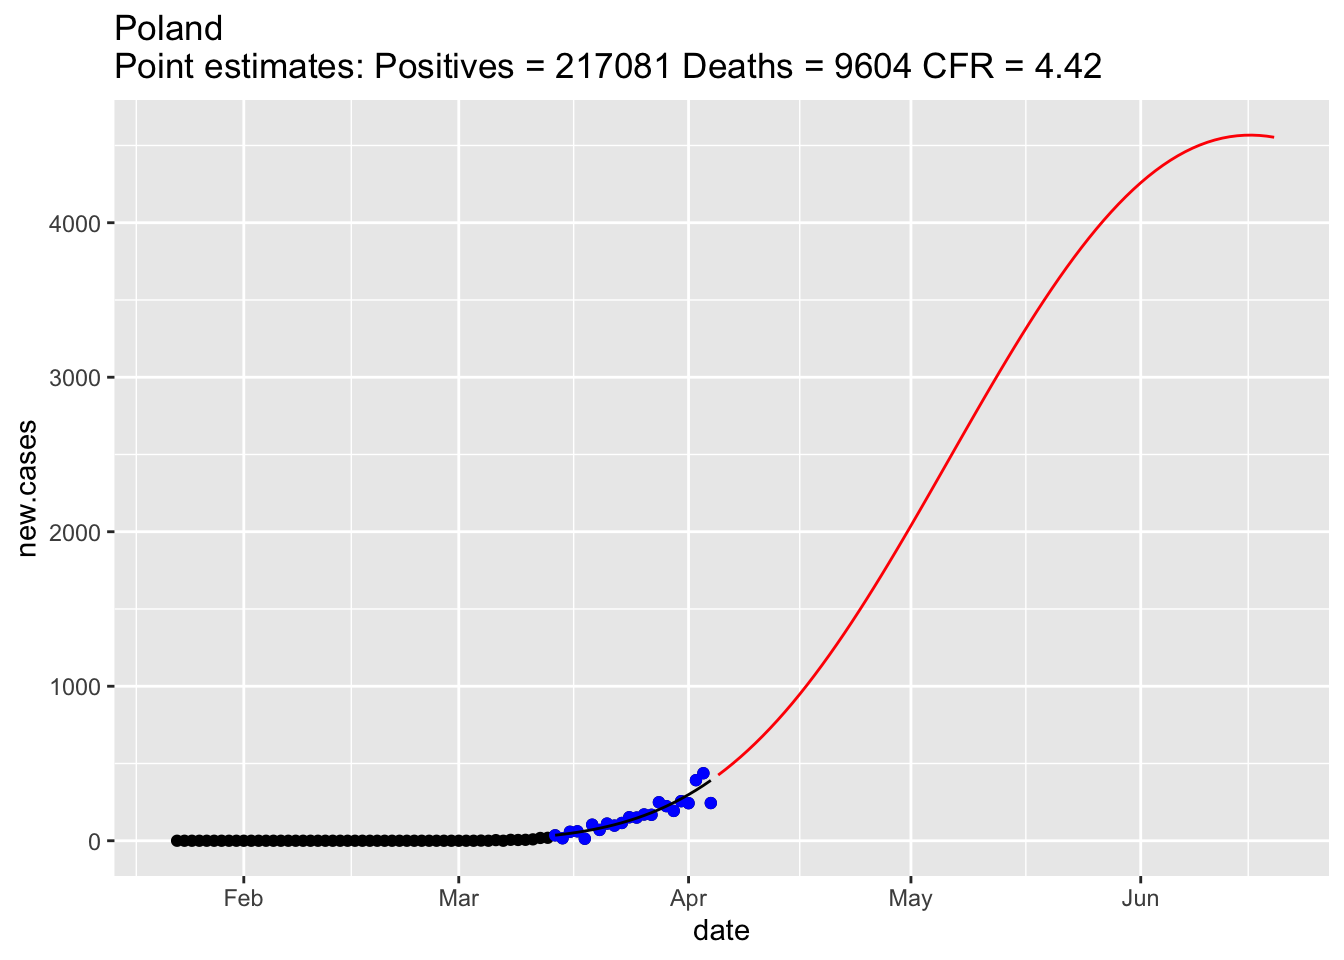 Poland
Point estimates: Positives = 217081 Deaths = 9604 CFR = 4.42
4000
3000
2000
1000
0
new.cases
Feb Mar Apr May Jun
date